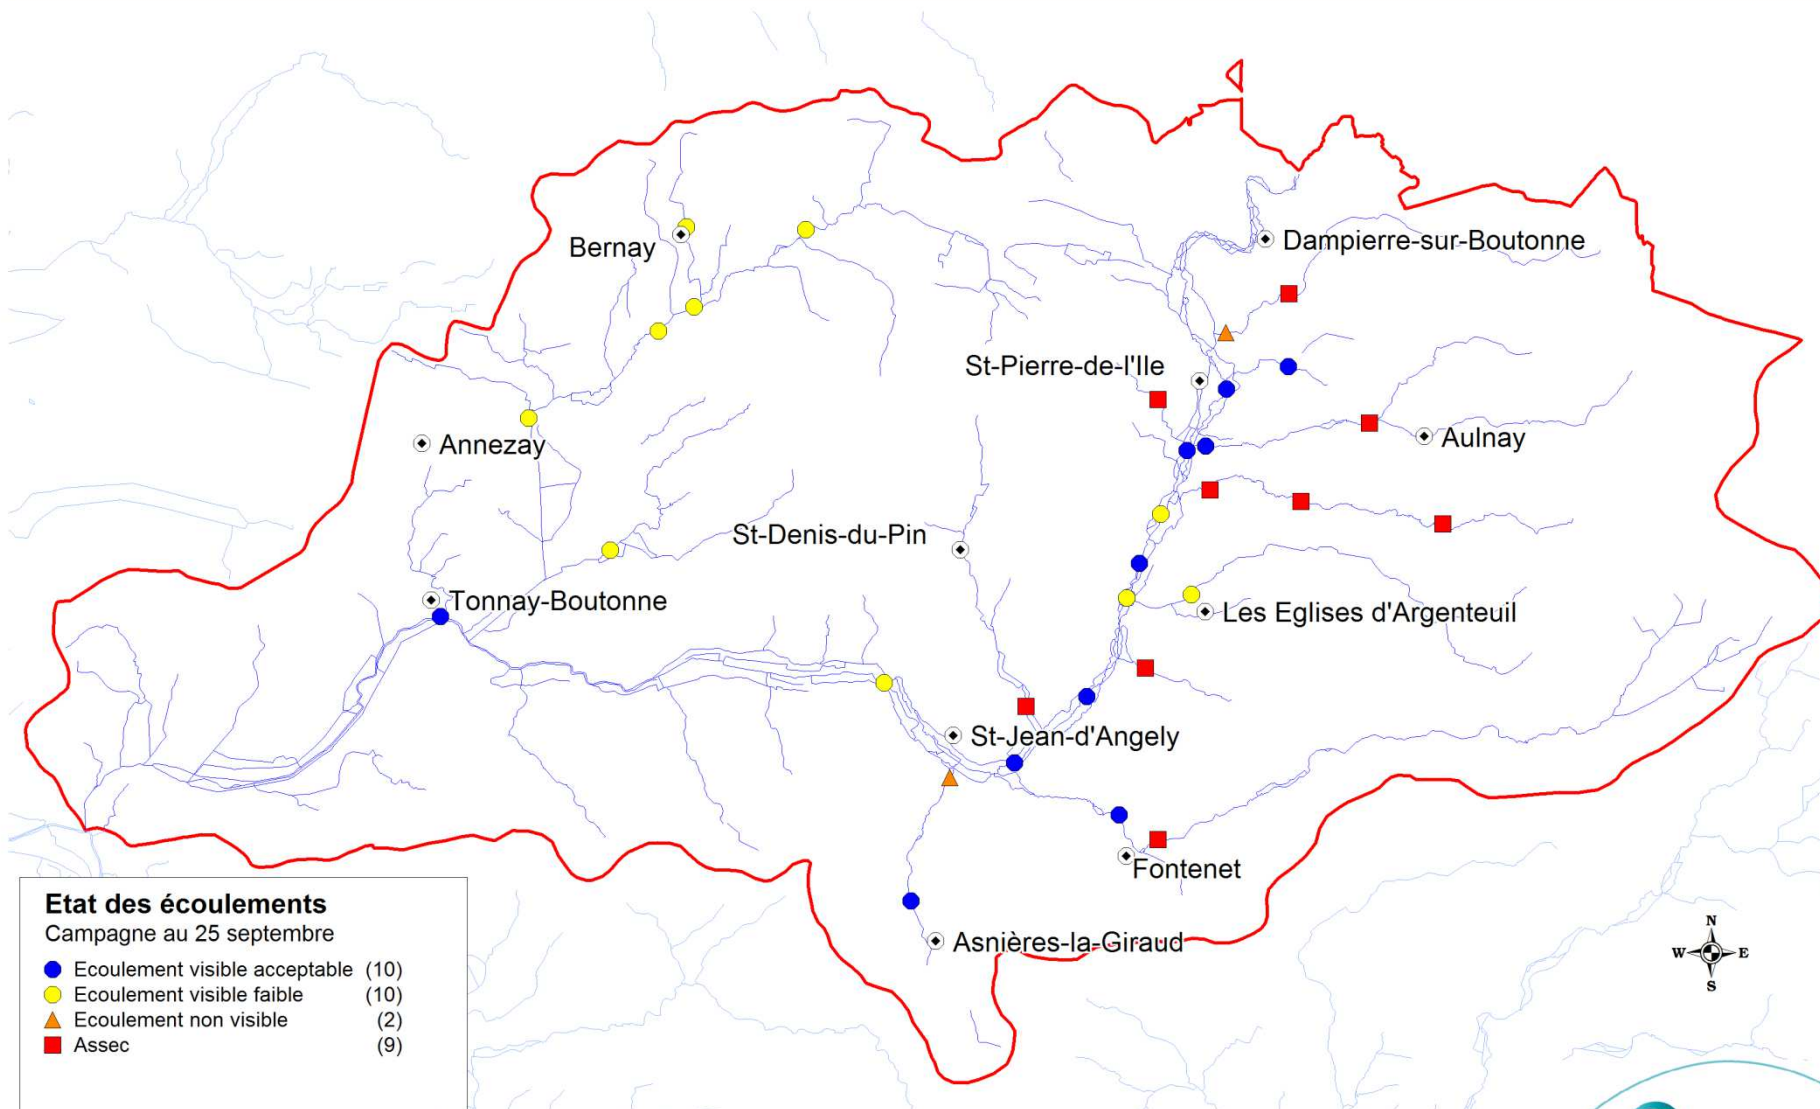 Bernay
Dampierre-sur-Boutonne
St-Pierre-de-l'Ile
Annezay
Aulnay
St-Denis-du-Pin
Tonnay-Boutonne
Les Eglises d'Argenteuil
St-Jean-d'Angely
Fontenet
Asnières-la-Giraud
Etat des écoulements
Campagne au 25 septembre
Ecoulement visible acceptable (10)
Ecoulement visible faible (10)
Ecoulement non visible (2)
Assec (9)
N
W E
S